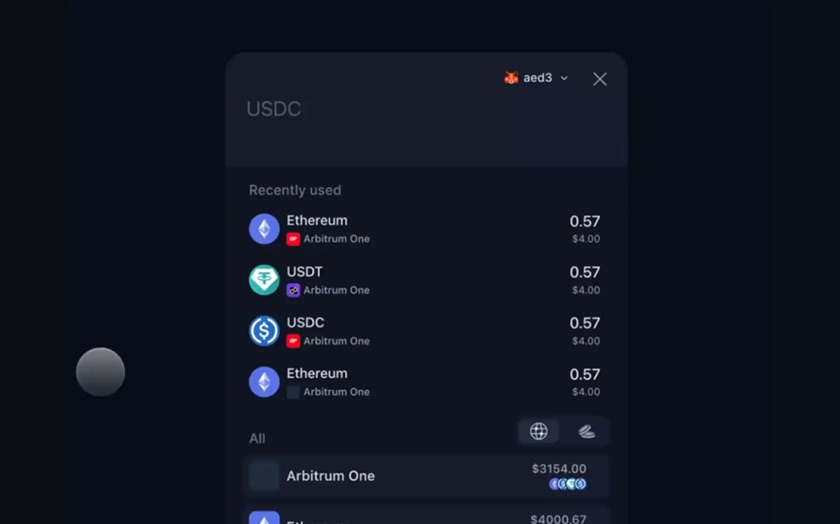 aed3
USDC
Recently used
Ethereum 0.57
Arbitrum One $4.00
USDT 0.57
Arbitrum One $4.00
USDC 0.57
Arbitrum One $4.00
Ethereum 0.57
Arbitrum One $4.00
All
Arbitrum One $3154.00
$4000.67